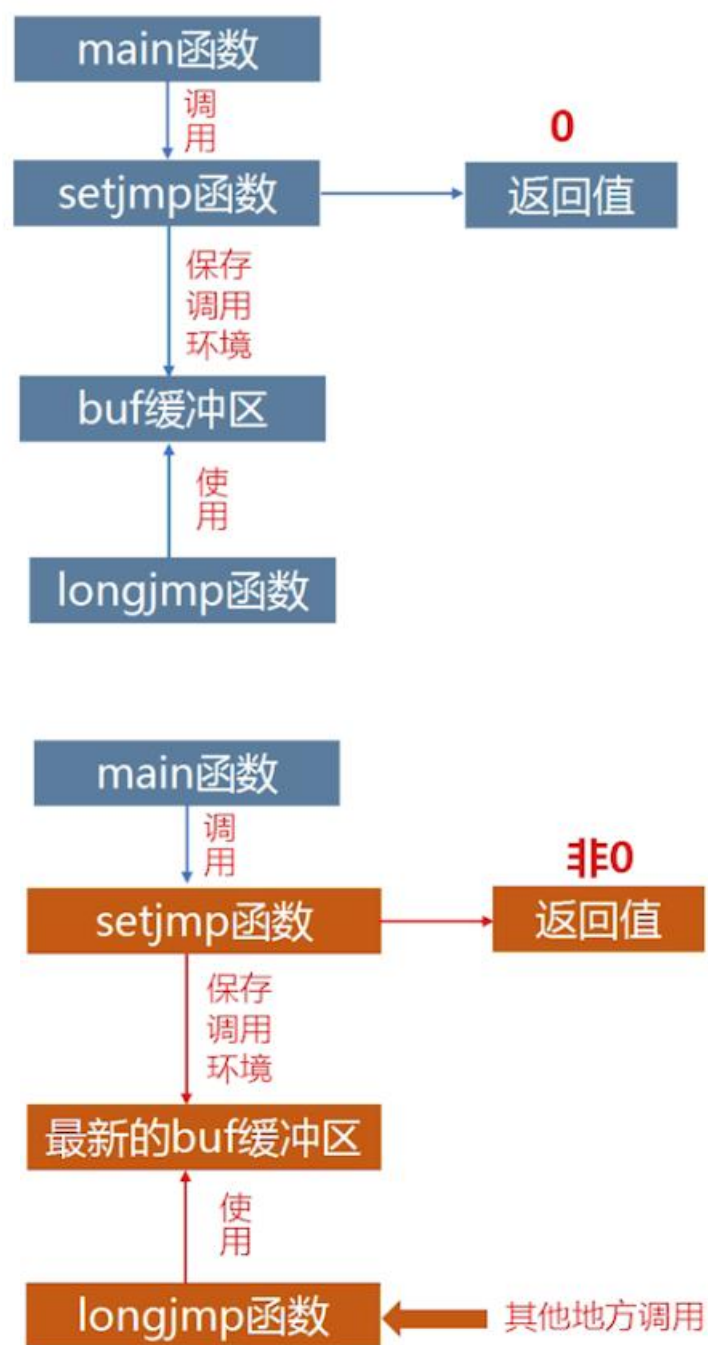 main函数
调
用
0
setjmp函数
返回值
保存
调用
环境
buf缓冲区
使
用
longjmp函数
main函数
调
用
非0
setjmp函数
返回值
保存
调用
环境
最新的buf缓冲区
使
用
longjmp函数
其他地方调用